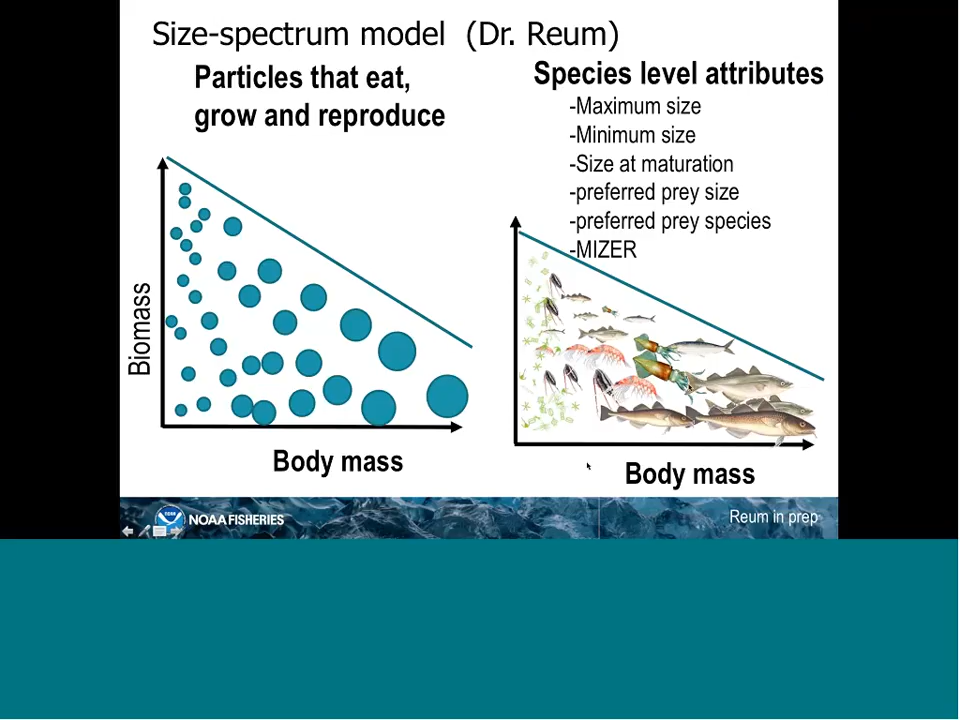 Size-spectrum model (Dr. Reum)
Particles that eat,
grow and reproduce
Species level attributes
-Maximum size
-Minimum size
-Size at maturation
-preferred prey size
-preferred prey species
-MIZER
Biomass
Body mass
Body mass
NOAA FISHERIES
Reum in prep